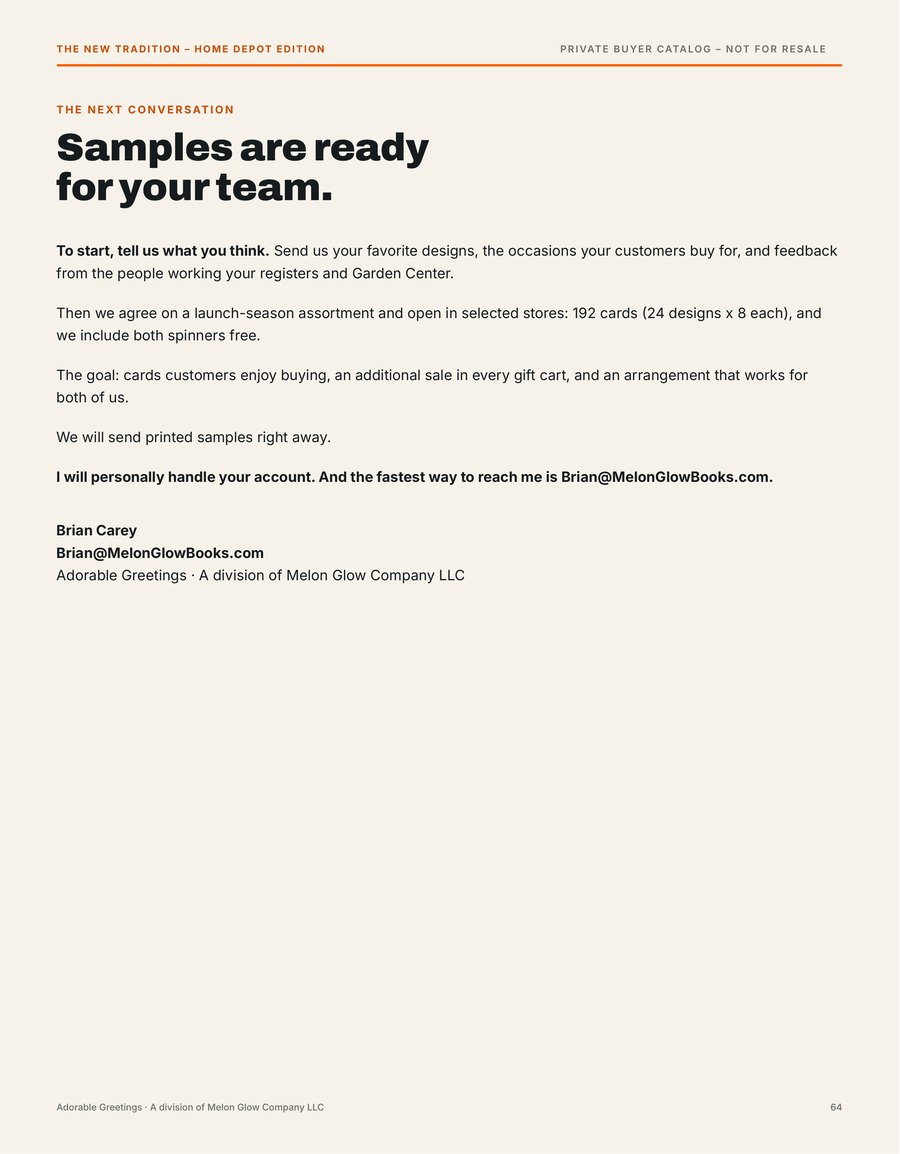 THE NEW TRADITION – HOME DEPOT EDITION
PRIVATE BUYER CATALOG – NOT FOR RESALE
THE NEXT CONVERSATION
Samples are ready
for your team.
To start, tell us what you think. Send us your favorite designs, the occasions your customers buy for, and feedback
from the people working your registers and Garden Center.
Then we agree on a launch-season assortment and open in selected stores: 192 cards (24 designs x 8 each), and
we include both spinners free.
The goal: cards customers enjoy buying, an additional sale in every gift cart, and an arrangement that works for
both of us.
We will send printed samples right away.
I will personally handle your account. And the fastest way to reach me is Brian@MelonGlowBooks.com.
Brian Carey
Brian@MelonGlowBooks.com
Adorable Greetings · A division of Melon Glow Company LLC
Adorable Greetings · A division of Melon Glow Company LLC
64